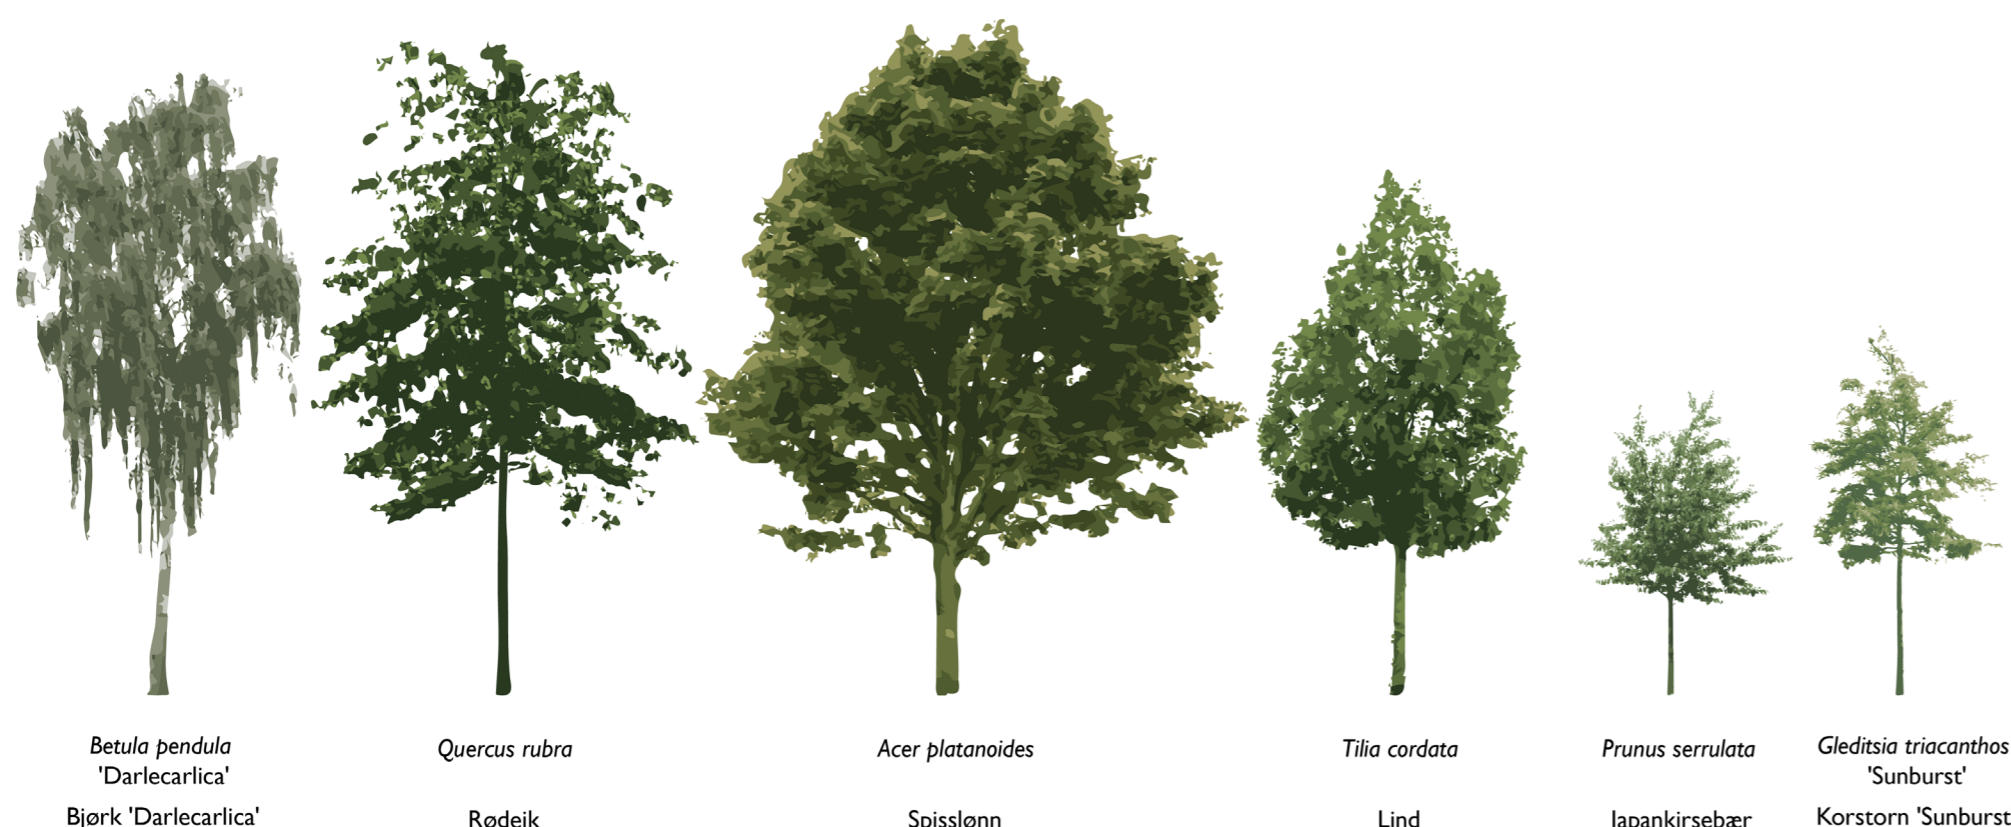 Betula pendula
'Darlecarlica'
Bjørk 'Darlecarlica'
Quercus rubra
Rødeik
Acer platanoides
Spisslønn
Tilia cordata
Lind
Prunus serrulata
Japankirsebær
Gleditsia triacanthos
'Sunburst'
Korstorn 'Sunburst